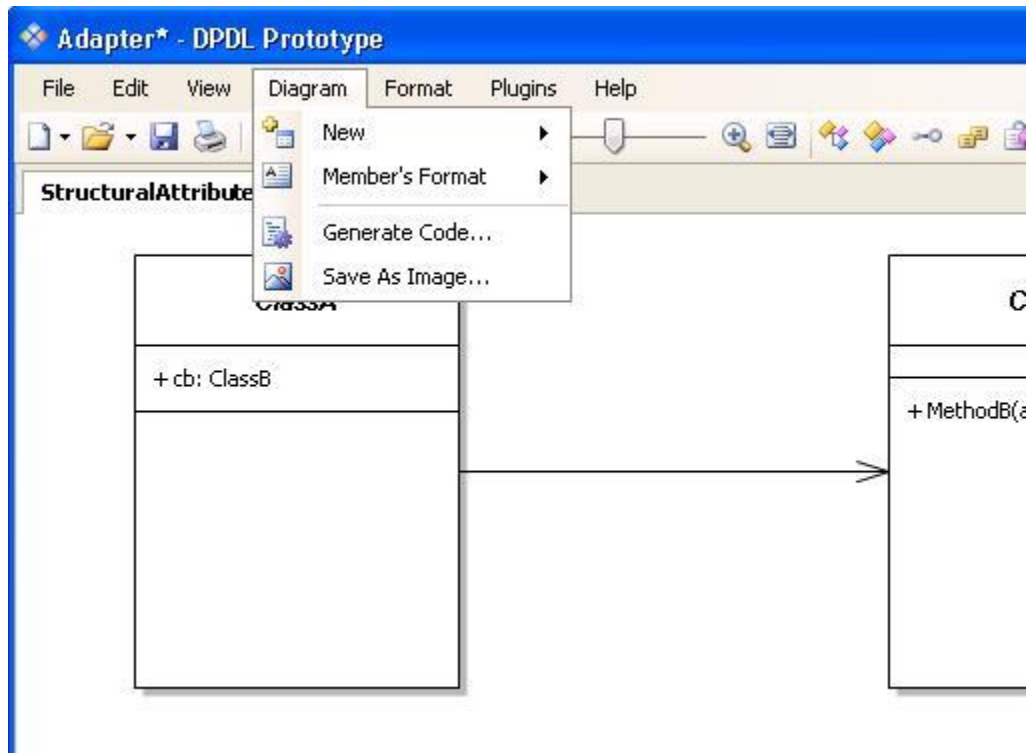 Adapter* - DPDL Prototype
File Edit View Diagram Format Plugins Help
New
Member's Format
StructuralAttribute
Generate Code...
Save As Image...
ClassA
C
+ cb: ClassB
+ MethodB(a